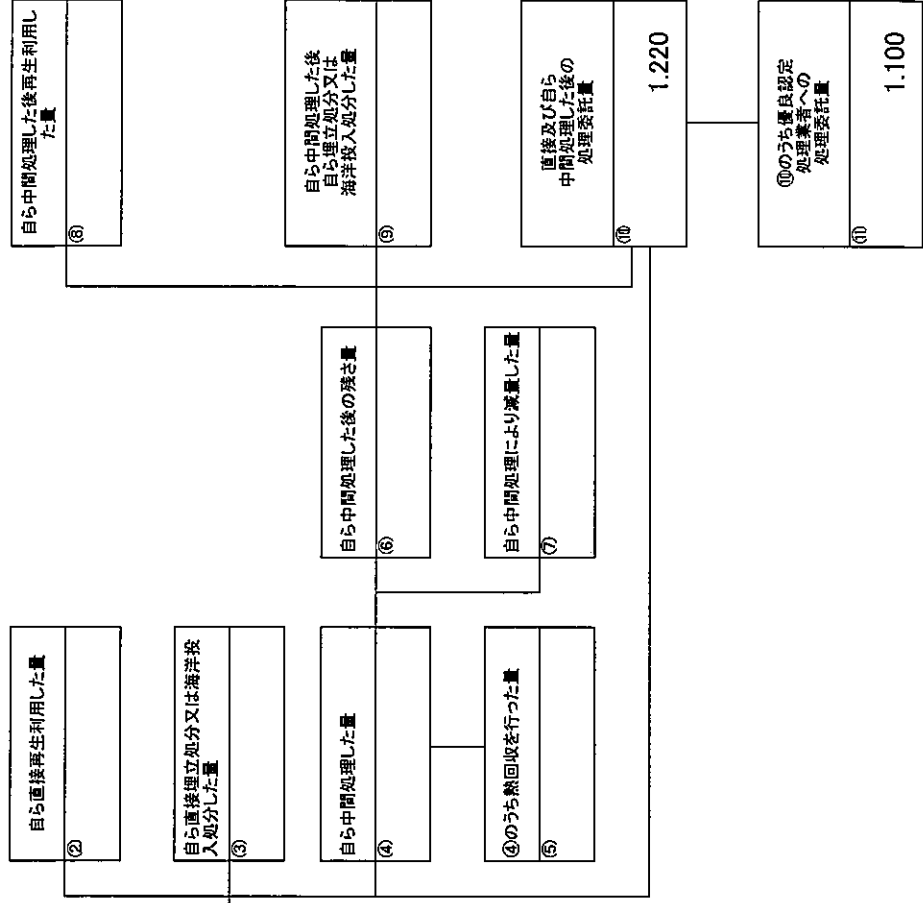 自ら直接再生利用した量
②
自ら直接埋立処分又は海洋投
入処分した量
③
自ら中間処理した量
④
④のうち熱回収を行った量
⑤
自ら中間処理した後の残さ量
⑥
自ら中間処理により減量した量
⑦
自ら中間処理した後再生利用し
た量
⑧
自ら中間処理した後
自ら埋立処分又は
海洋投入処分した量
⑨
直接及び自ら
中間処理した後の
処理委託量
⑩
1.220
⑩のうち優良認定
処理業者への
処理委託量
⑪
1.100